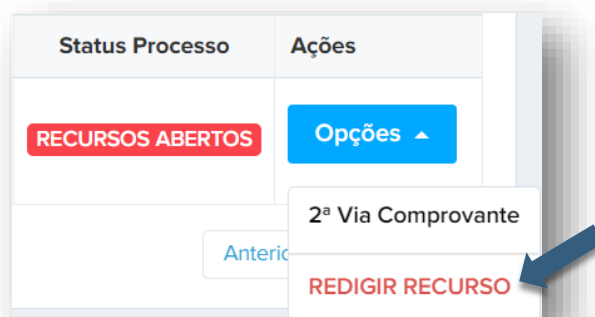 Status Processo Ações
RECURSOS ABERTOS Opções
2ª Via Comprovante
REDIGIR RECURSO